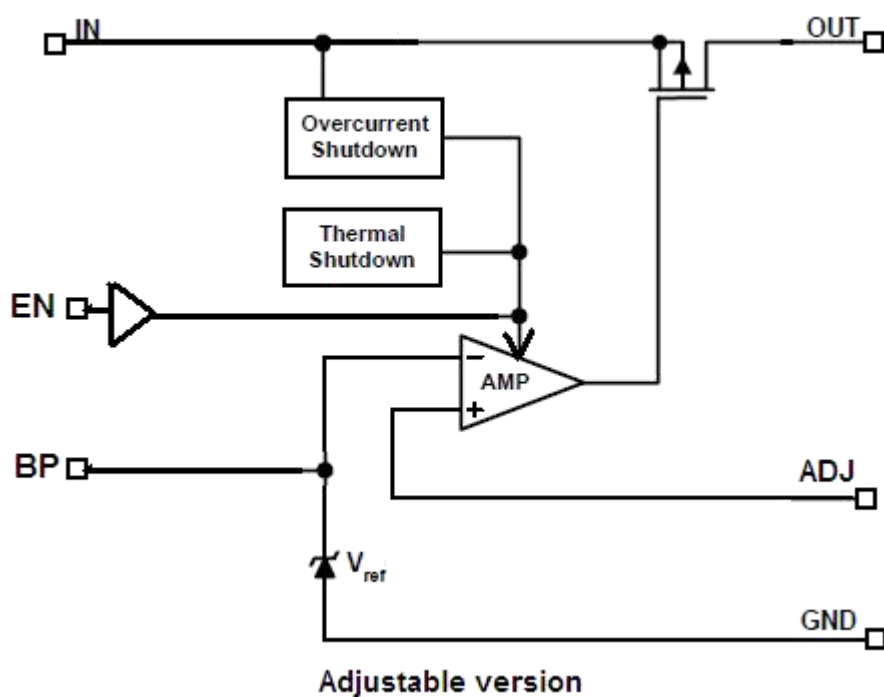 IN
OUT
Overcurrent
Shutdown
Thermal
Shutdown
EN
-
AMP
+
BP
ADJ
Vref
GND
Adjustable version